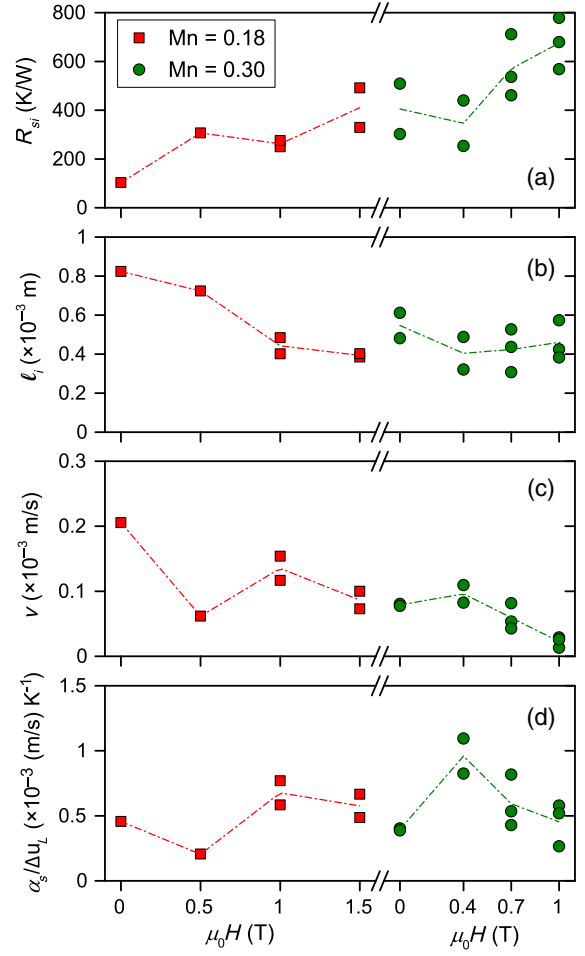 800
600
400
200
0
R_si (K/W)
Mn = 0.18
Mn = 0.30
(a)
1
0.8
0.6
0.4
0.2
0
ℓ_i (×10⁻³ m)
(b)
0.3
0.2
0.1
0
v (×10⁻³ m/s)
(c)
1.5
1
0.5
0
α_s/Δu_L (×10⁻³ (m/s) K⁻¹)
(d)
0 0.5 1 1.5 0 0.4 0.7 1
μ₀H (T) μ₀H (T)